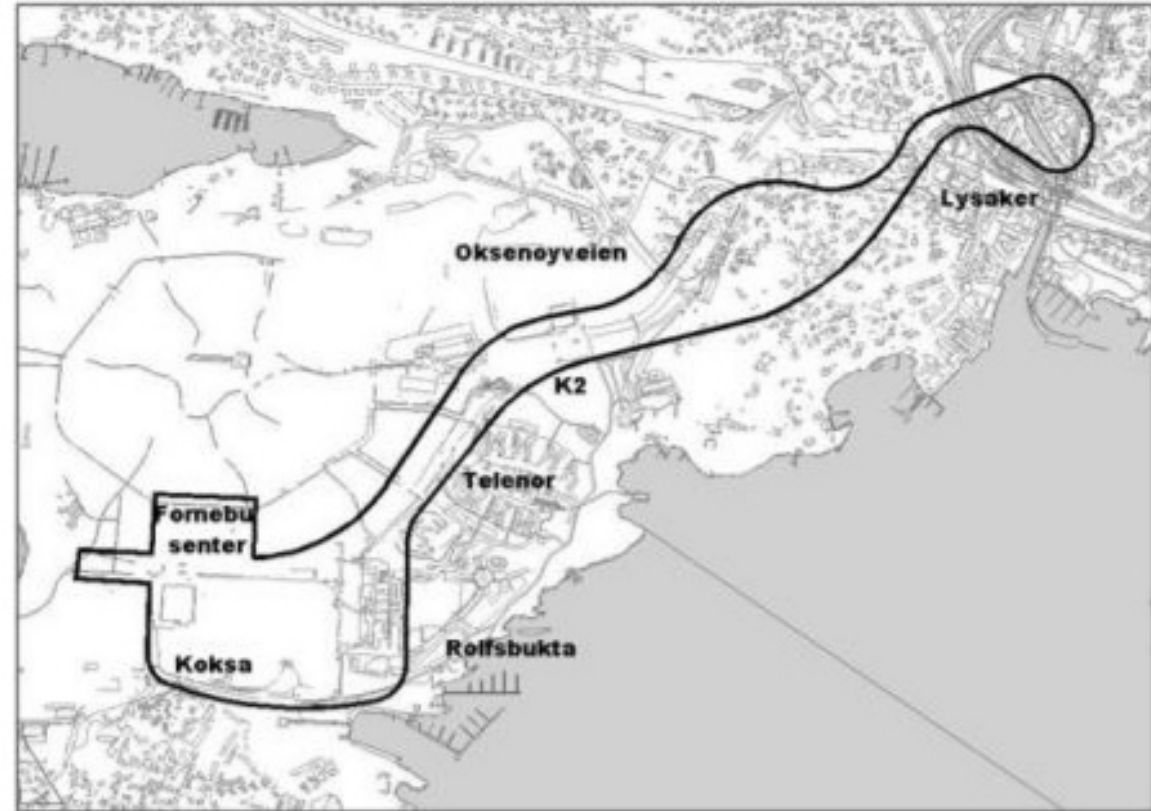 Lysaker
Oksenoyveien
K2
Telenor
Fornebu
senter
Rolfsbukta
Koksa